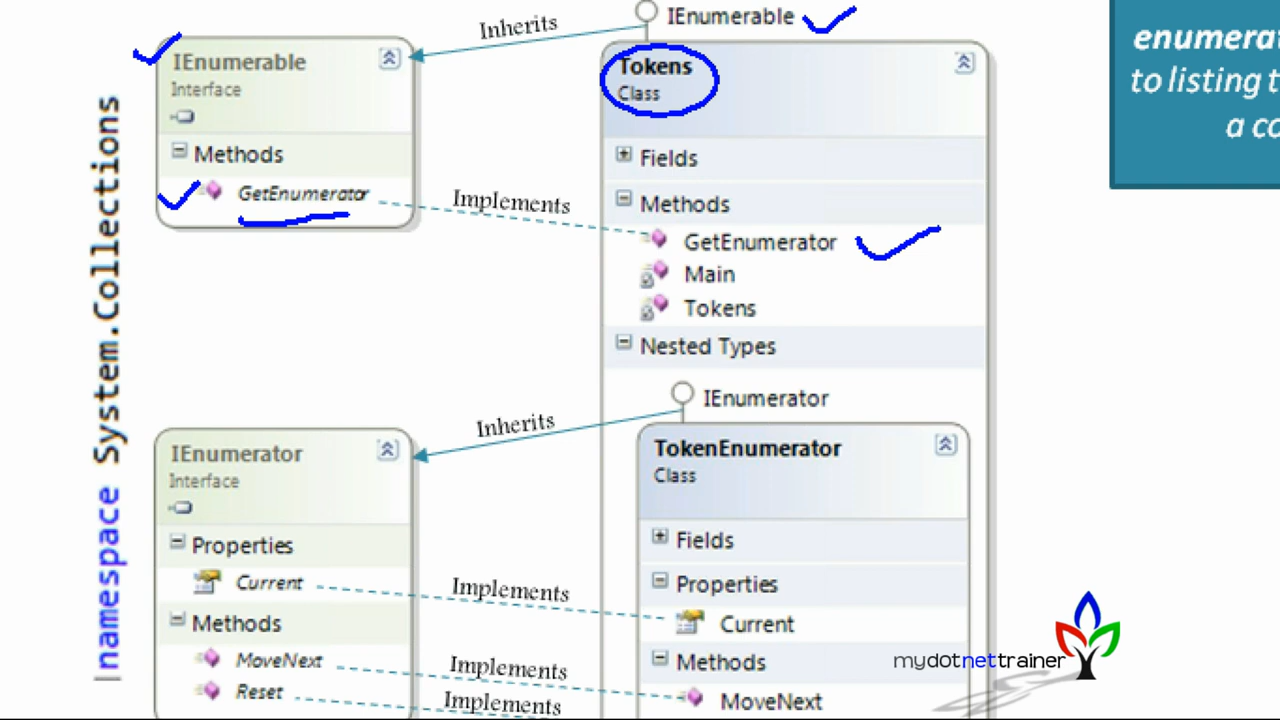 Inherits
IEnumerable
IEnumerable
Interface
Methods
GetEnumerator
Implements
Tokens
Class
Fields
Methods
GetEnumerator
Main
Tokens
Nested Types
IEnumerator
Inherits
IEnumerator
Interface
Properties
Current
Methods
MoveNext
Reset
Implements
Implements
Implements
TokenEnumerator
Class
Fields
Properties
Current
Methods
MoveNext
namespace System.Collections
to listing
mydotnettrainer